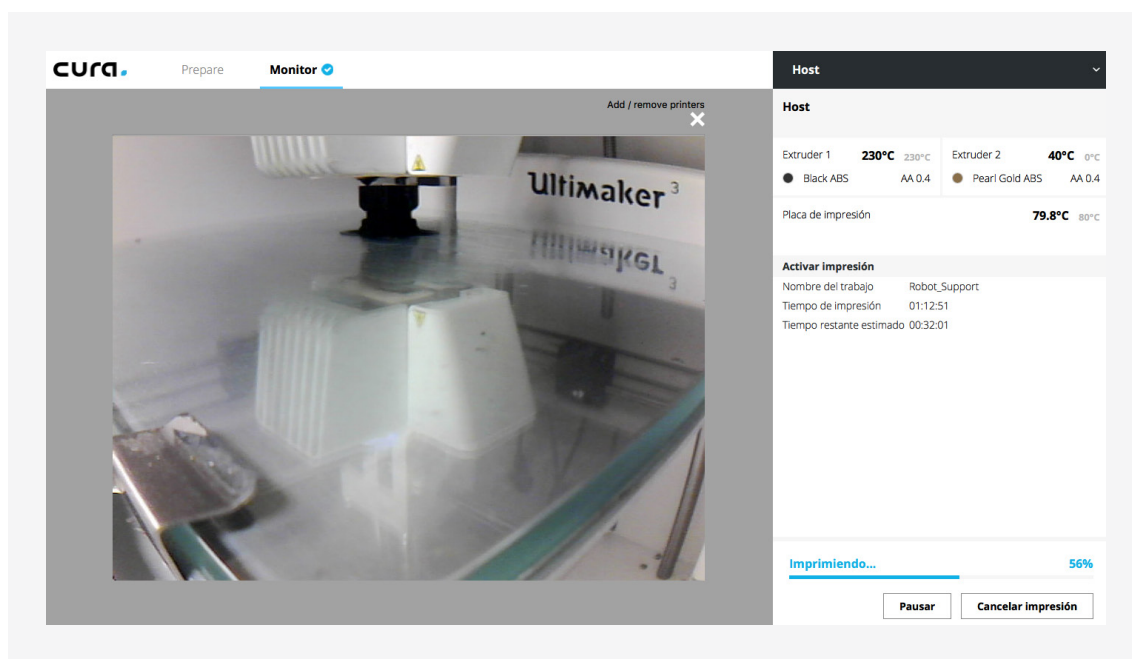 cura.
Prepare
Monitor
Add / remove printers
Ultimaker 3
Host
Host
Extruder 1 230°C 230°C
Black ABS AA 0.4
Extruder 2 40°C 0°C
Pearl Gold ABS AA 0.4
Placa de impresión 79.8°C 80°C
Activar impresión
Nombre del trabajo Robot_Support
Tiempo de impresión 01:12:51
Tiempo restante estimado 00:32:01
Imprimiendo... 56%
Pausar
Cancelar impresión